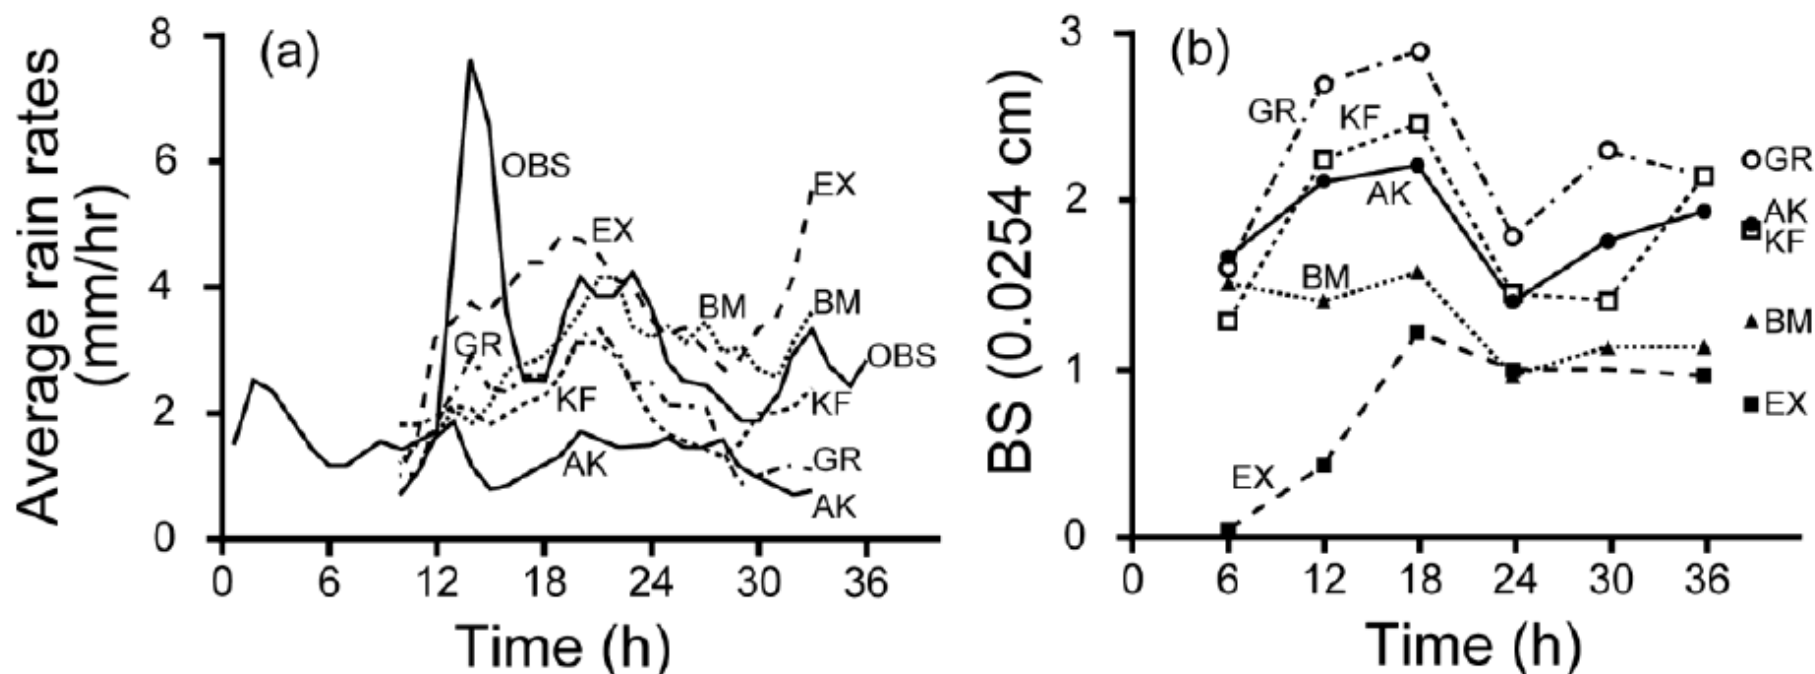 (a)
Average rain rates
(mm/hr)
8
6
4
2
0
OBS
EX
EX
GR
BM
BM
OBS
KF
KF
AK
GR
AK
0 6 12 18 24 30 36
Time (h)
(b)
BS (0.0254 cm)
3
2
1
0
GR
KF
AK
BM
EX
GR
AK
KF
BM
EX
0 6 12 18 24 30 36
Time (h)